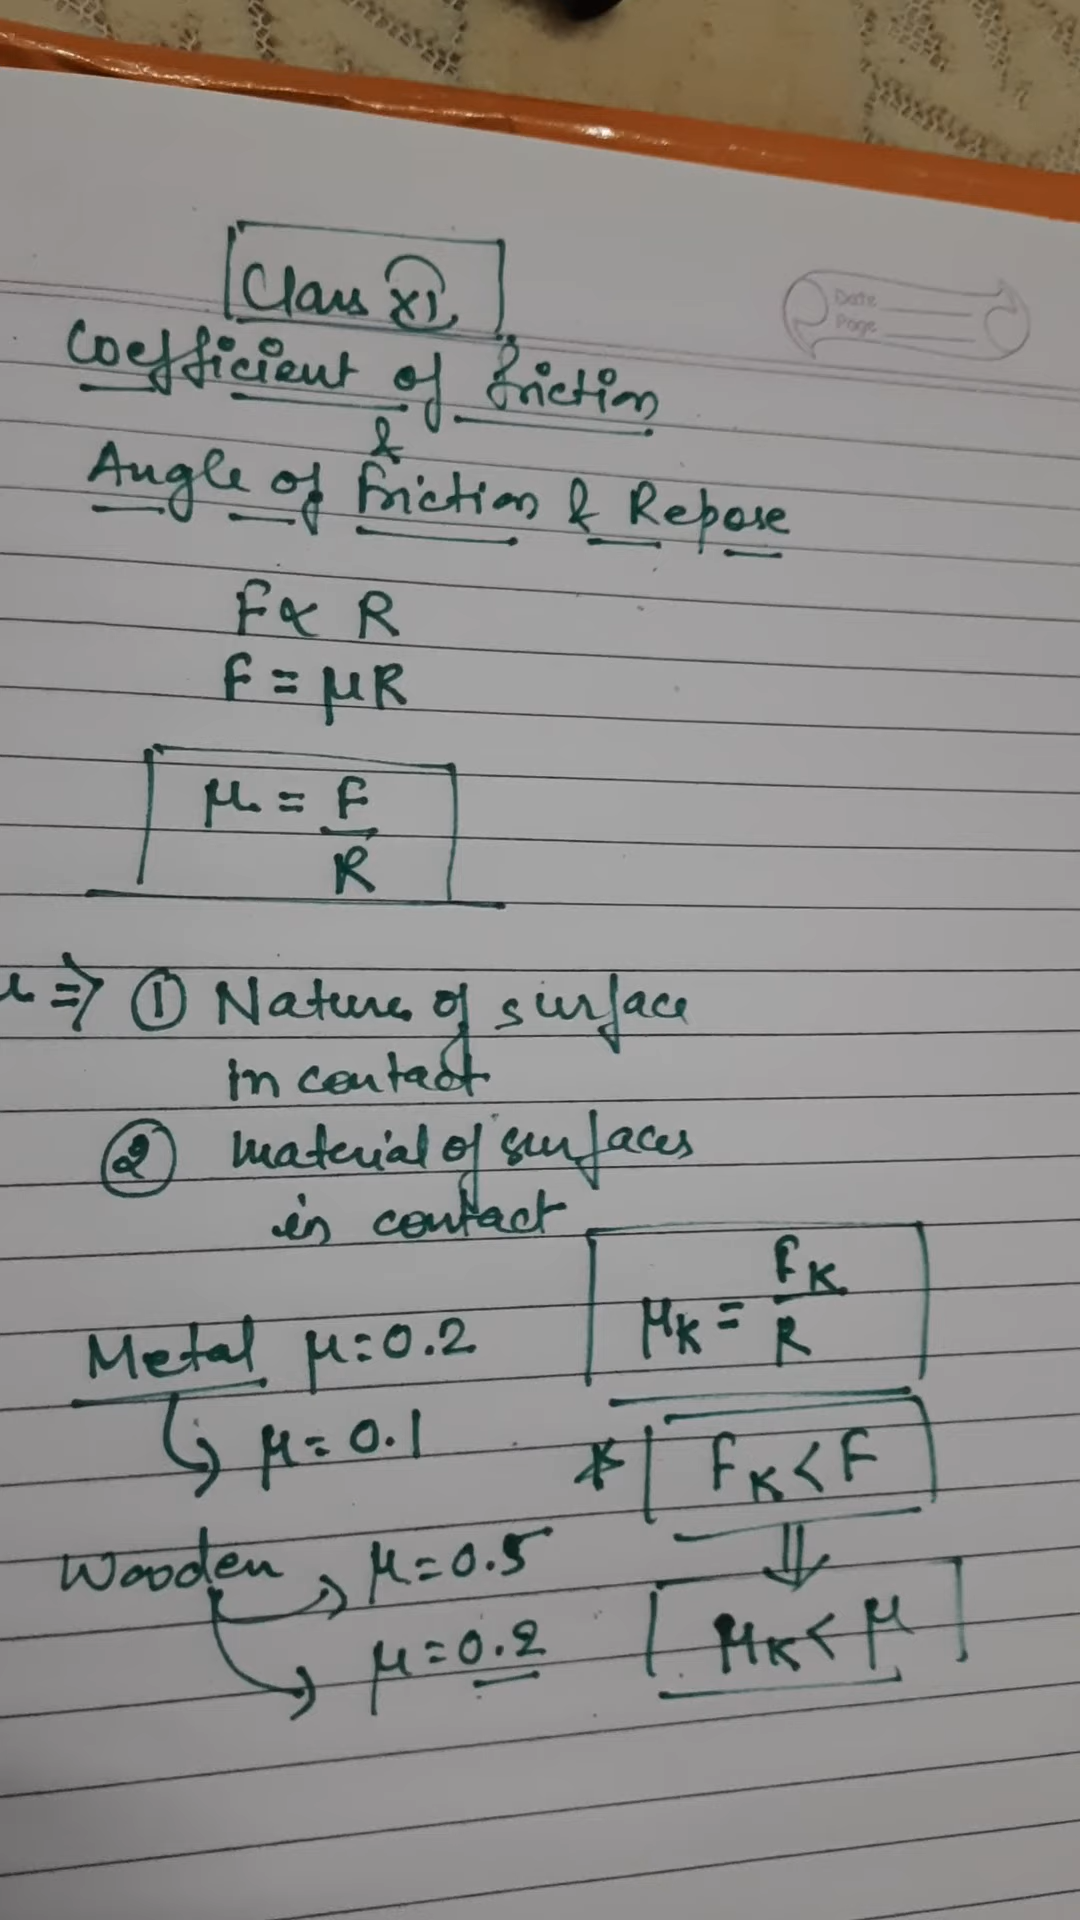 Class XI
Date
Page
Coefficient of friction
&
Angle of Friction & Repose
F ∝ R
F = μR
μ = F/R
μ ⇒ ① Nature of surface
in contact
② material of surfaces
in contact
μK = FK/R
Metal μ = 0.2
↳ μ = 0.1
* FK < F
⇓
Wooden → μ = 0.5
→ μ = 0.2
μK < μ